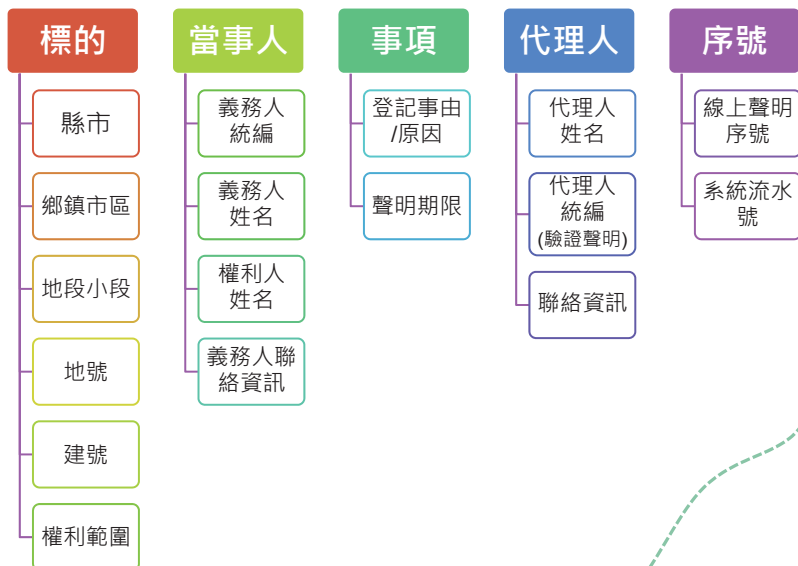 標的
縣市
鄉鎮市區
地段小段
地號
建號
權利範圍
當事人
義務人
統編
義務人
姓名
權利人
姓名
義務人聯
絡資訊
事項
登記事由
/原因
聲明期限
代理人
代理人
姓名
代理人
統編
(驗證聲明)
聯絡資訊
序號
線上聲明
序號
系統流水
號